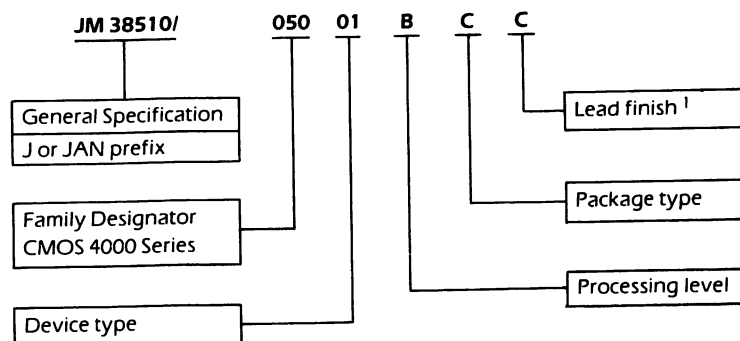 JM 38510/ 050 01 B C C
General Specification
J or JAN prefix
Family Designator
CMOS 4000 Series
Device type
Lead finish 1
Package type
Processing level